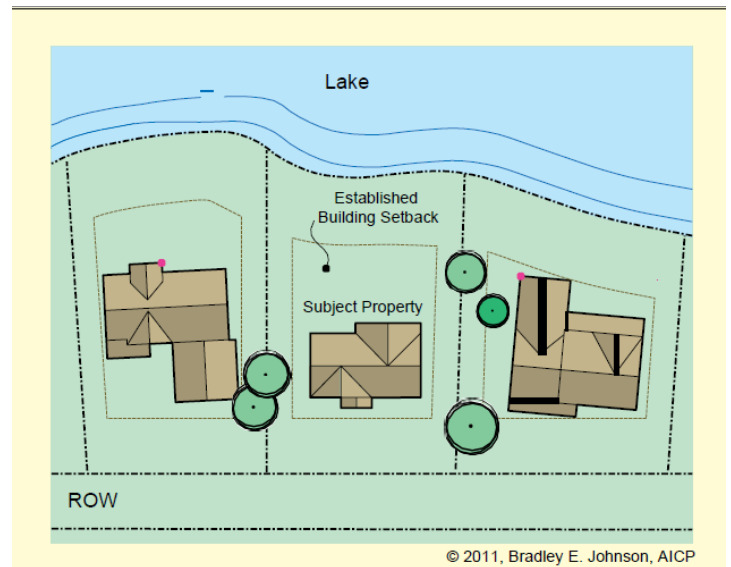 Lake
Established
Building Setback
Subject Property
ROW
© 2011, Bradley E. Johnson, AICP